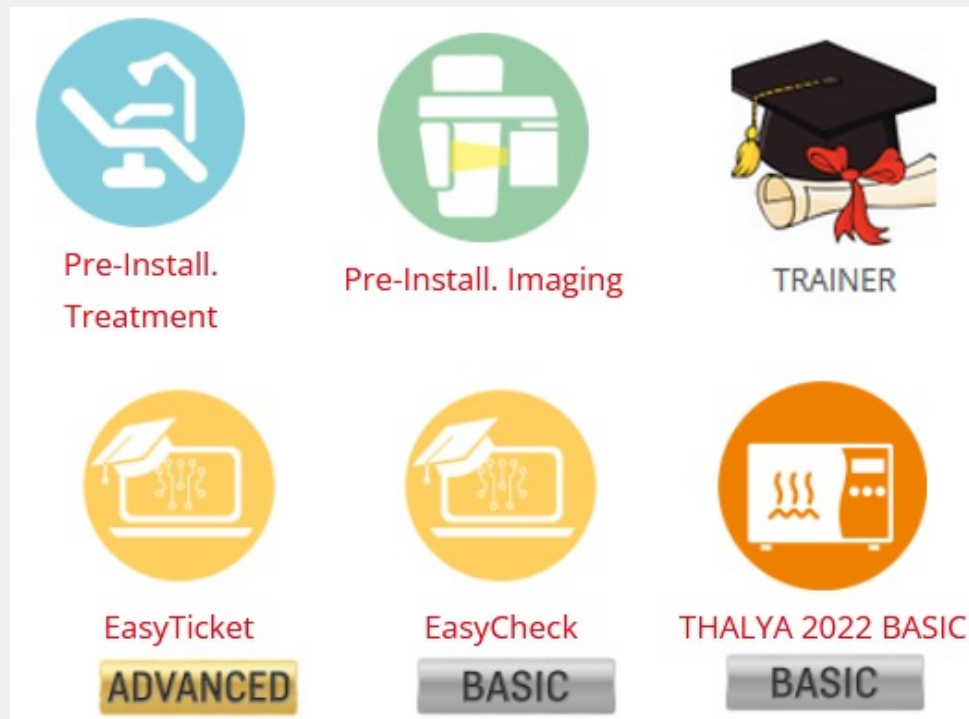 Pre-Install.
Treatment
Pre-Install. Imaging
TRAINER
EasyTicket
ADVANCED
EasyCheck
BASIC
THALYA 2022 BASIC
BASIC